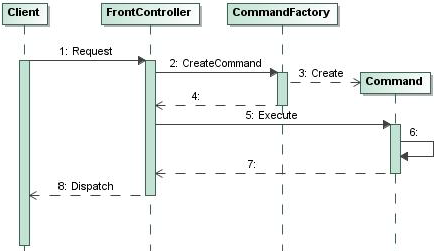 Client FrontController CommandFactory
1: Request
2: CreateCommand
3: Create
Command
4:
5: Execute
6:
7:
8: Dispatch